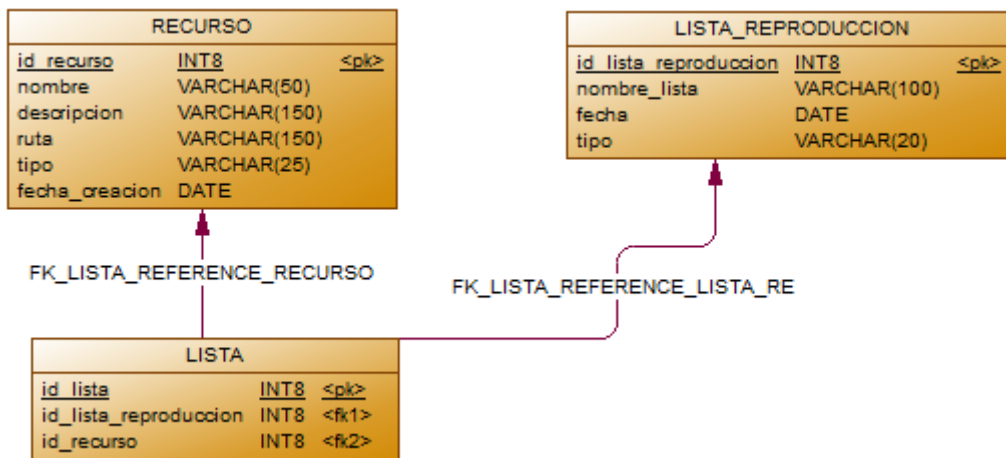 RECURSO
id_recurso INT8 <pk>
nombre VARCHAR(50)
descripcion VARCHAR(150)
ruta VARCHAR(150)
tipo VARCHAR(25)
fecha_creacion DATE
LISTA_REPRODUCCION
id_lista_reproduccion INT8 <pk>
nombre_lista VARCHAR(100)
fecha DATE
tipo VARCHAR(20)
FK_LISTA_REFERENCE_RECURSO
FK_LISTA_REFERENCE_LISTA_RE
LISTA
id_lista INT8 <pk>
id_lista_reproduccion INT8 <fk1>
id_recurso INT8 <fk2>